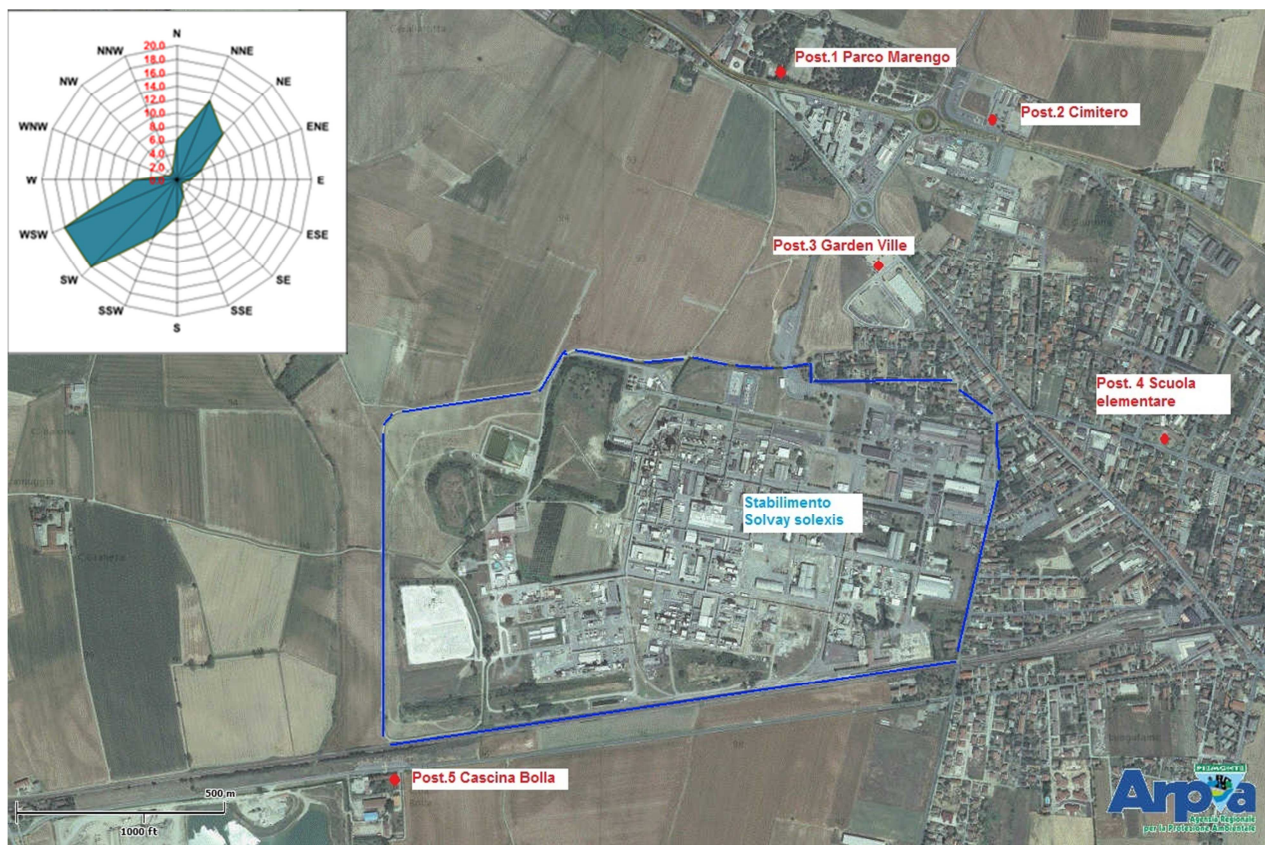 N
NNW
NNE
NW
NE
WNW
ENE
W
E
WSW
ESE
SW
SE
SSW
SSE
S
20.0
18.0
16.0
14.0
12.0
10.0
8.0
6.0
4.0
2.0
0.0
Post.1 Parco Marengo
Post.2 Cimitero
Post.3 Garden Ville
Post. 4 Scuola
elementare
Stabilimento
Solvay solexis
Post.5 Cascina Bolla
500 m
1000 ft
PIEMONTE
Arpa
Agenzia Regionale
per la Protezione Ambientale